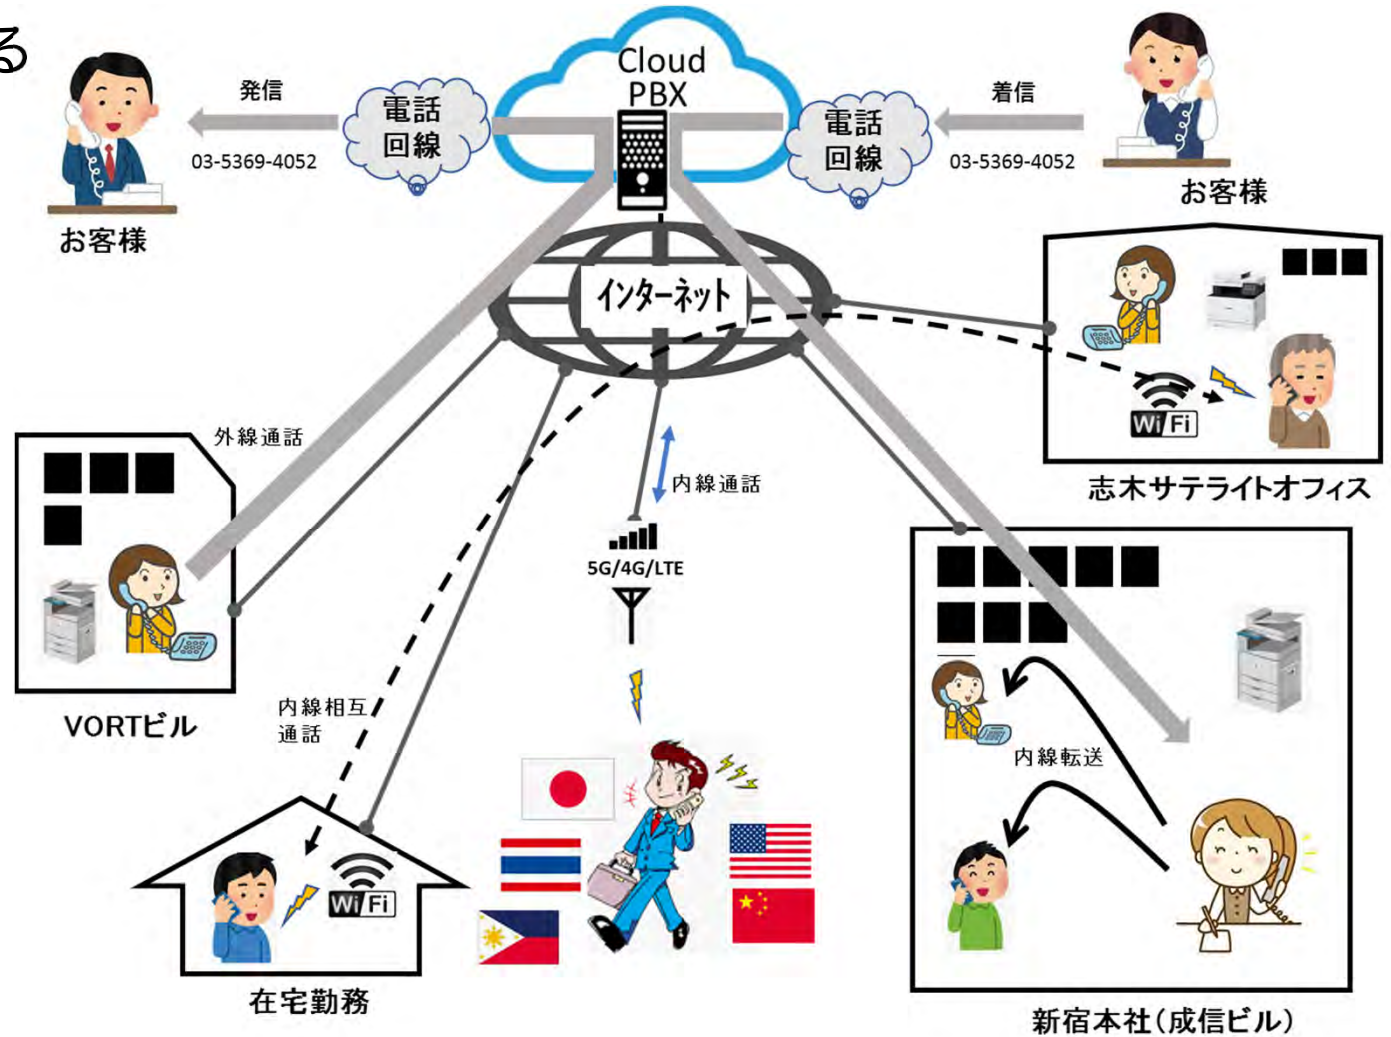 る
Cloud
PBX
発信
電話
回線
03-5369-4052
お客様
着信
電話
回線
03-5369-4052
お客様
インターネット
外線通話
内線通話
5G/4G/LTE
Wi Fi
志木サテライトオフィス
VORTビル
内線相互
通話
内線転送
Wi Fi
在宅勤務
新宿本社(成信ビル)